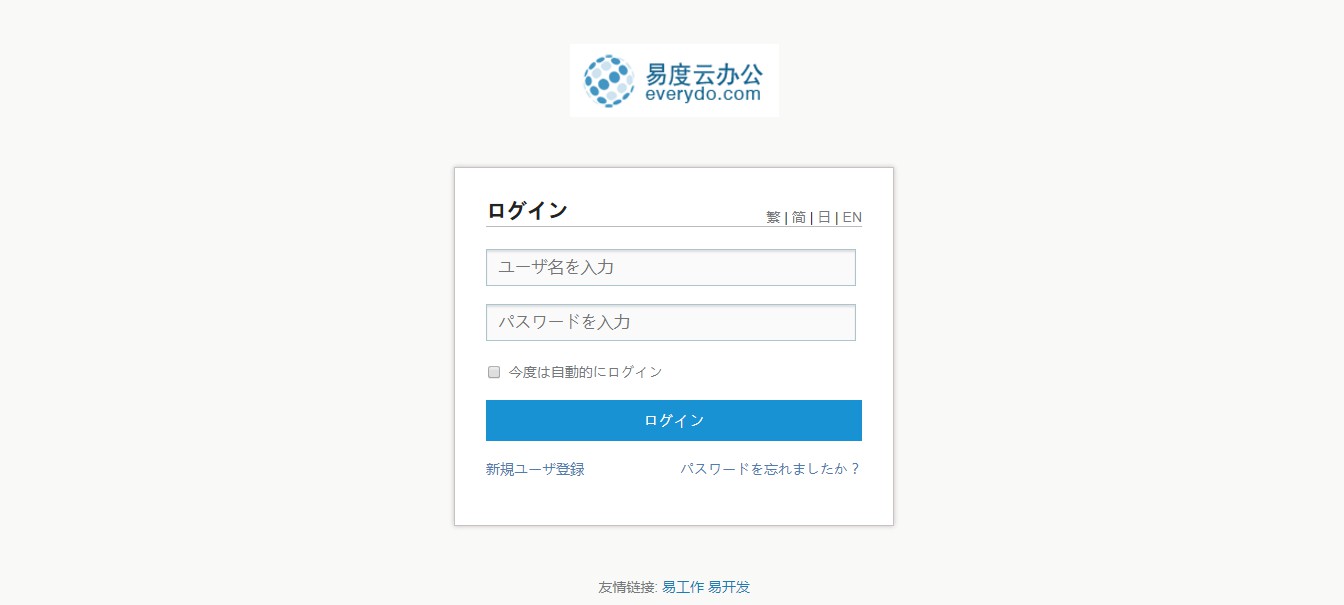 易度云办公
everydo.com
ログイン
繁 | 简 | 日 | EN
ユーザ名を入力
パスワードを入力
今度は自動的にログイン
ログイン
新規ユーザ登録 パスワードを忘れましたか？
友情链接: 易工作 易开发